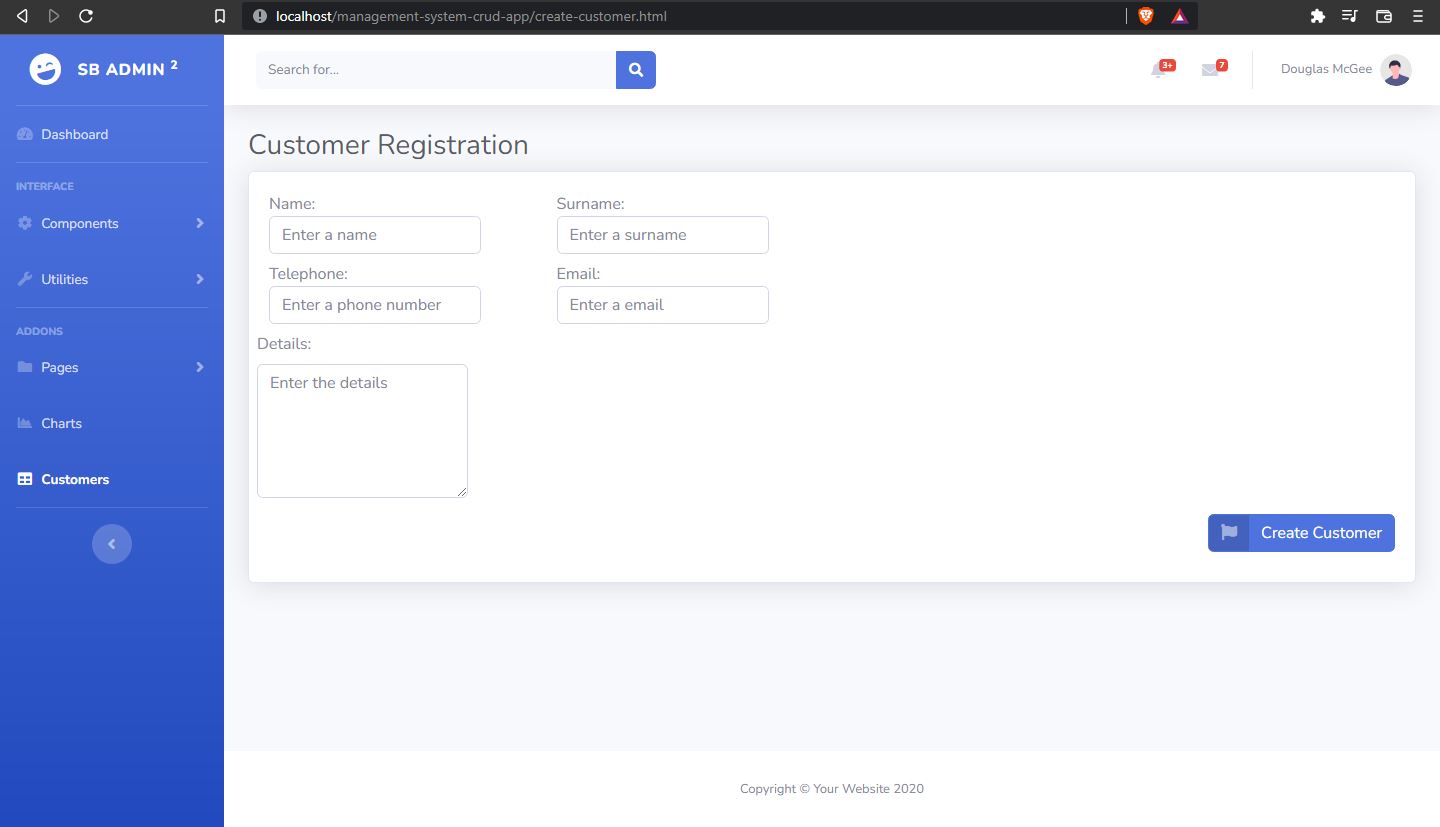 localhost/management-system-crud-app/create-customer.html
SB ADMIN 2
Search for...
3+
7
Douglas McGee
Dashboard
INTERFACE
Components
Utilities
ADDONS
Pages
Charts
Customers
Customer Registration
Name: Surname:
Enter a name Enter a surname
Telephone: Email:
Enter a phone number Enter a email
Details:
Enter the details
Create Customer
Copyright © Your Website 2020